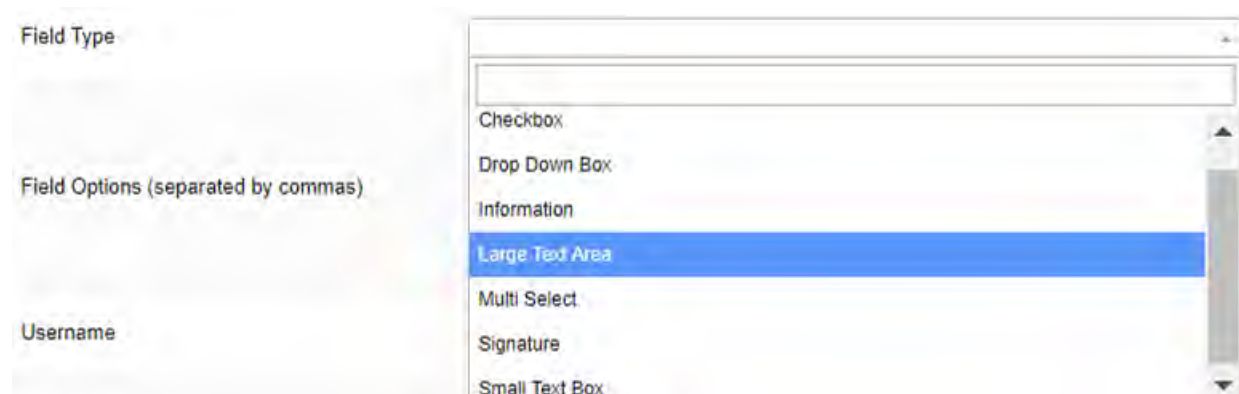 Field Type
Checkbox
Drop Down Box
Field Options (separated by commas)
Information
Large Text Area
Multi Select
Username
Signature
Small Text Box